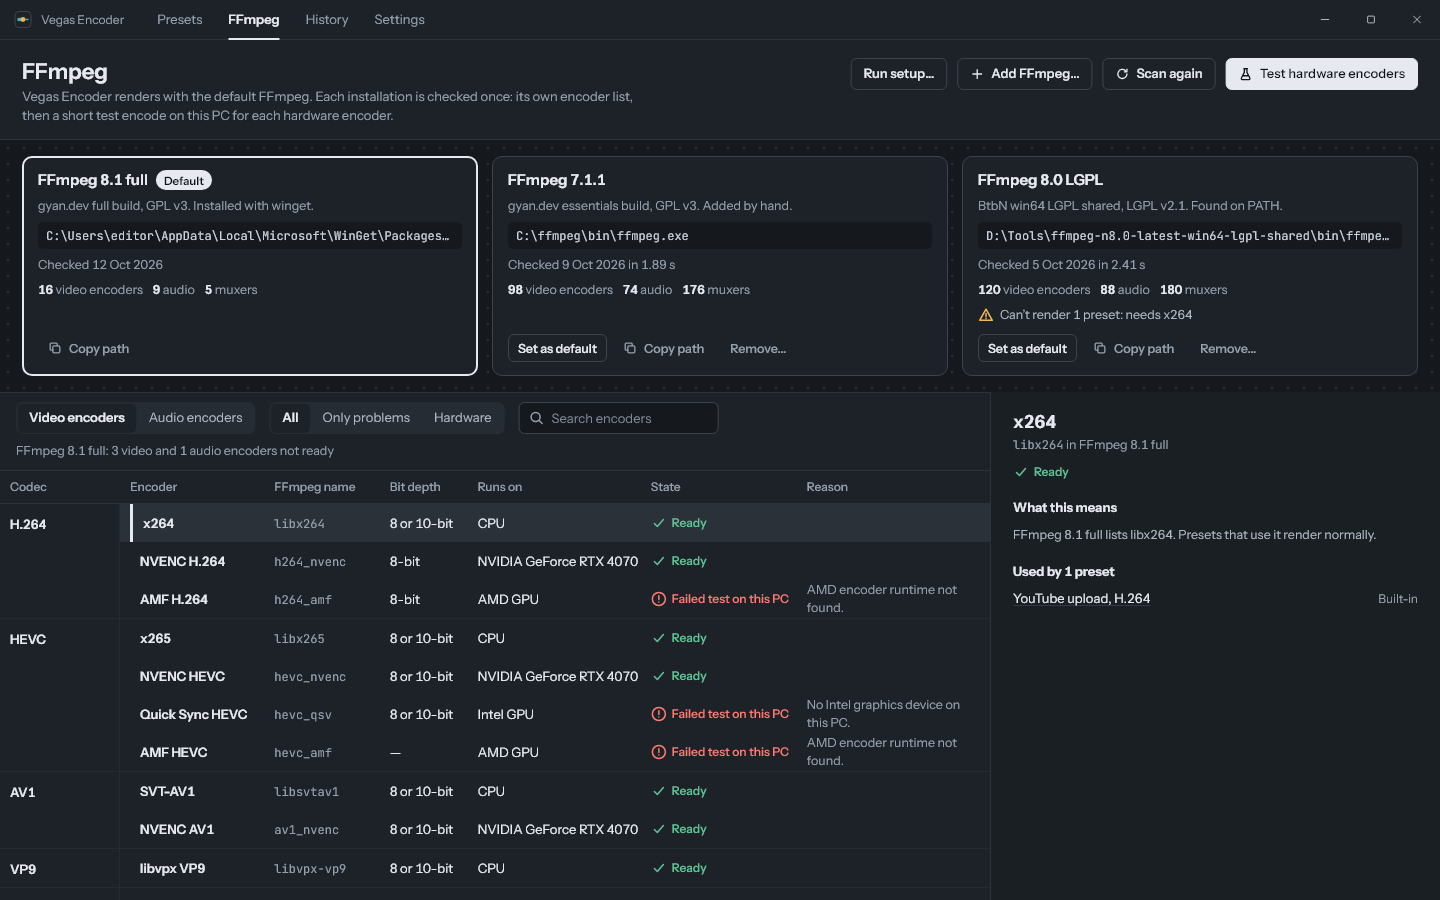 Vegas Encoder Presets FFmpeg History Settings
FFmpeg
Vegas Encoder renders with the default FFmpeg. Each installation is checked once: its own encoder list,
then a short test encode on this PC for each hardware encoder.
Run setup...
Add FFmpeg...
Scan again
Test hardware encoders
FFmpeg 8.1 full Default
gyan.dev full build, GPL v3. Installed with winget.
C:\Users\editor\AppData\Local\Microsoft\WinGet\Packages…
Checked 12 Oct 2026
16 video encoders 9 audio 5 muxers
Copy path
FFmpeg 7.1.1
gyan.dev essentials build, GPL v3. Added by hand.
C:\ffmpeg\bin\ffmpeg.exe
Checked 9 Oct 2026 in 1.89 s
98 video encoders 74 audio 176 muxers
Set as default Copy path Remove...
FFmpeg 8.0 LGPL
BtbN win64 LGPL shared, LGPL v2.1. Found on PATH.
D:\Tools\ffmpeg-n8.0-latest-win64-lgpl-shared\bin\ffmpe…
Checked 5 Oct 2026 in 2.41 s
120 video encoders 88 audio 180 muxers
Can't render 1 preset: needs x264
Set as default Copy path Remove...
Video encoders Audio encoders All Only problems Hardware Search encoders
FFmpeg 8.1 full: 3 video and 1 audio encoders not ready
Codec Encoder FFmpeg name Bit depth Runs on State Reason
H.264 x264 libx264 8 or 10-bit CPU Ready
NVENC H.264 h264_nvenc 8-bit NVIDIA GeForce RTX 4070 Ready
AMF H.264 h264_amf 8-bit AMD GPU Failed test on this PC AMD encoder runtime not
found.
HEVC x265 libx265 8 or 10-bit CPU Ready
NVENC HEVC hevc_nvenc 8 or 10-bit NVIDIA GeForce RTX 4070 Ready
Quick Sync HEVC hevc_qsv 8 or 10-bit Intel GPU Failed test on this PC No Intel graphics device on
this PC.
AMF HEVC hevc_amf — AMD GPU Failed test on this PC AMD encoder runtime not
found.
AV1 SVT-AV1 libsvtav1 8 or 10-bit CPU Ready
NVENC AV1 av1_nvenc 8 or 10-bit NVIDIA GeForce RTX 4070 Ready
VP9 libvpx VP9 libvpx-vp9 8 or 10-bit CPU Ready
x264
libx264 in FFmpeg 8.1 full
Ready
What this means
FFmpeg 8.1 full lists libx264. Presets that use it render normally.
Used by 1 preset
YouTube upload, H.264 Built-in